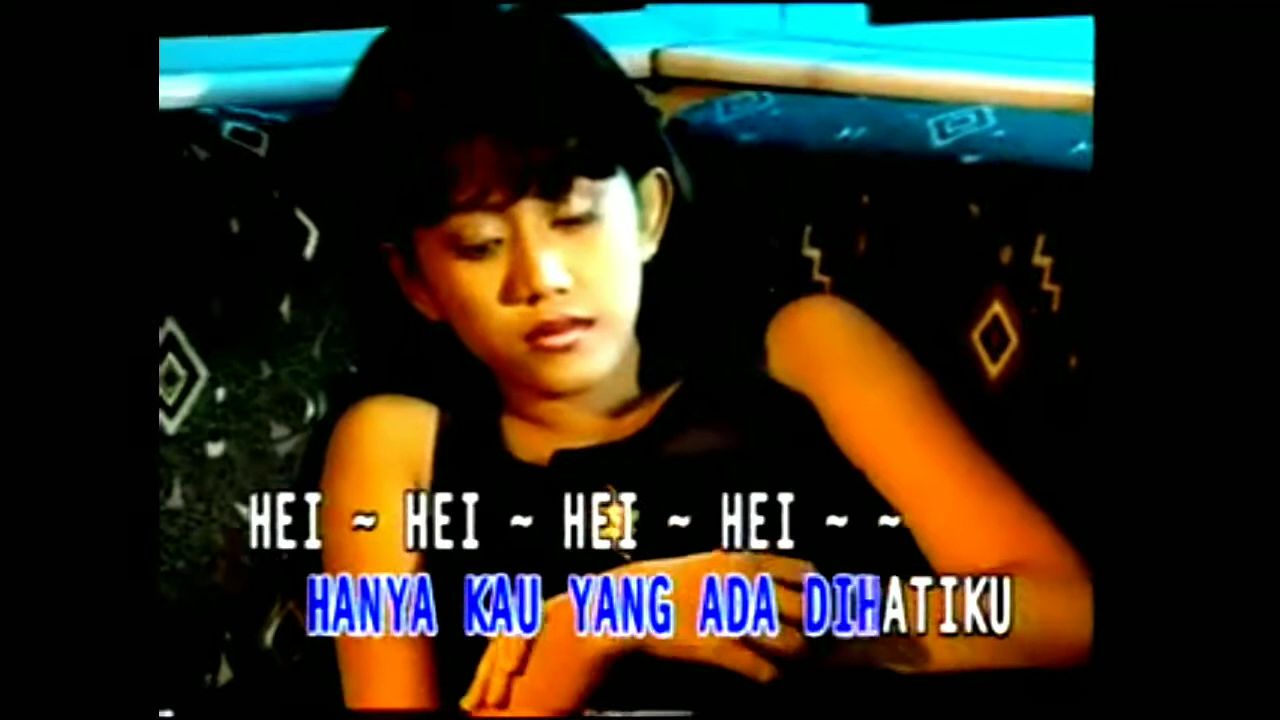 HEI ~ HEI ~ HEI ~ HEI ~ ~
HANYA KAU YANG ADA DIHATIKU